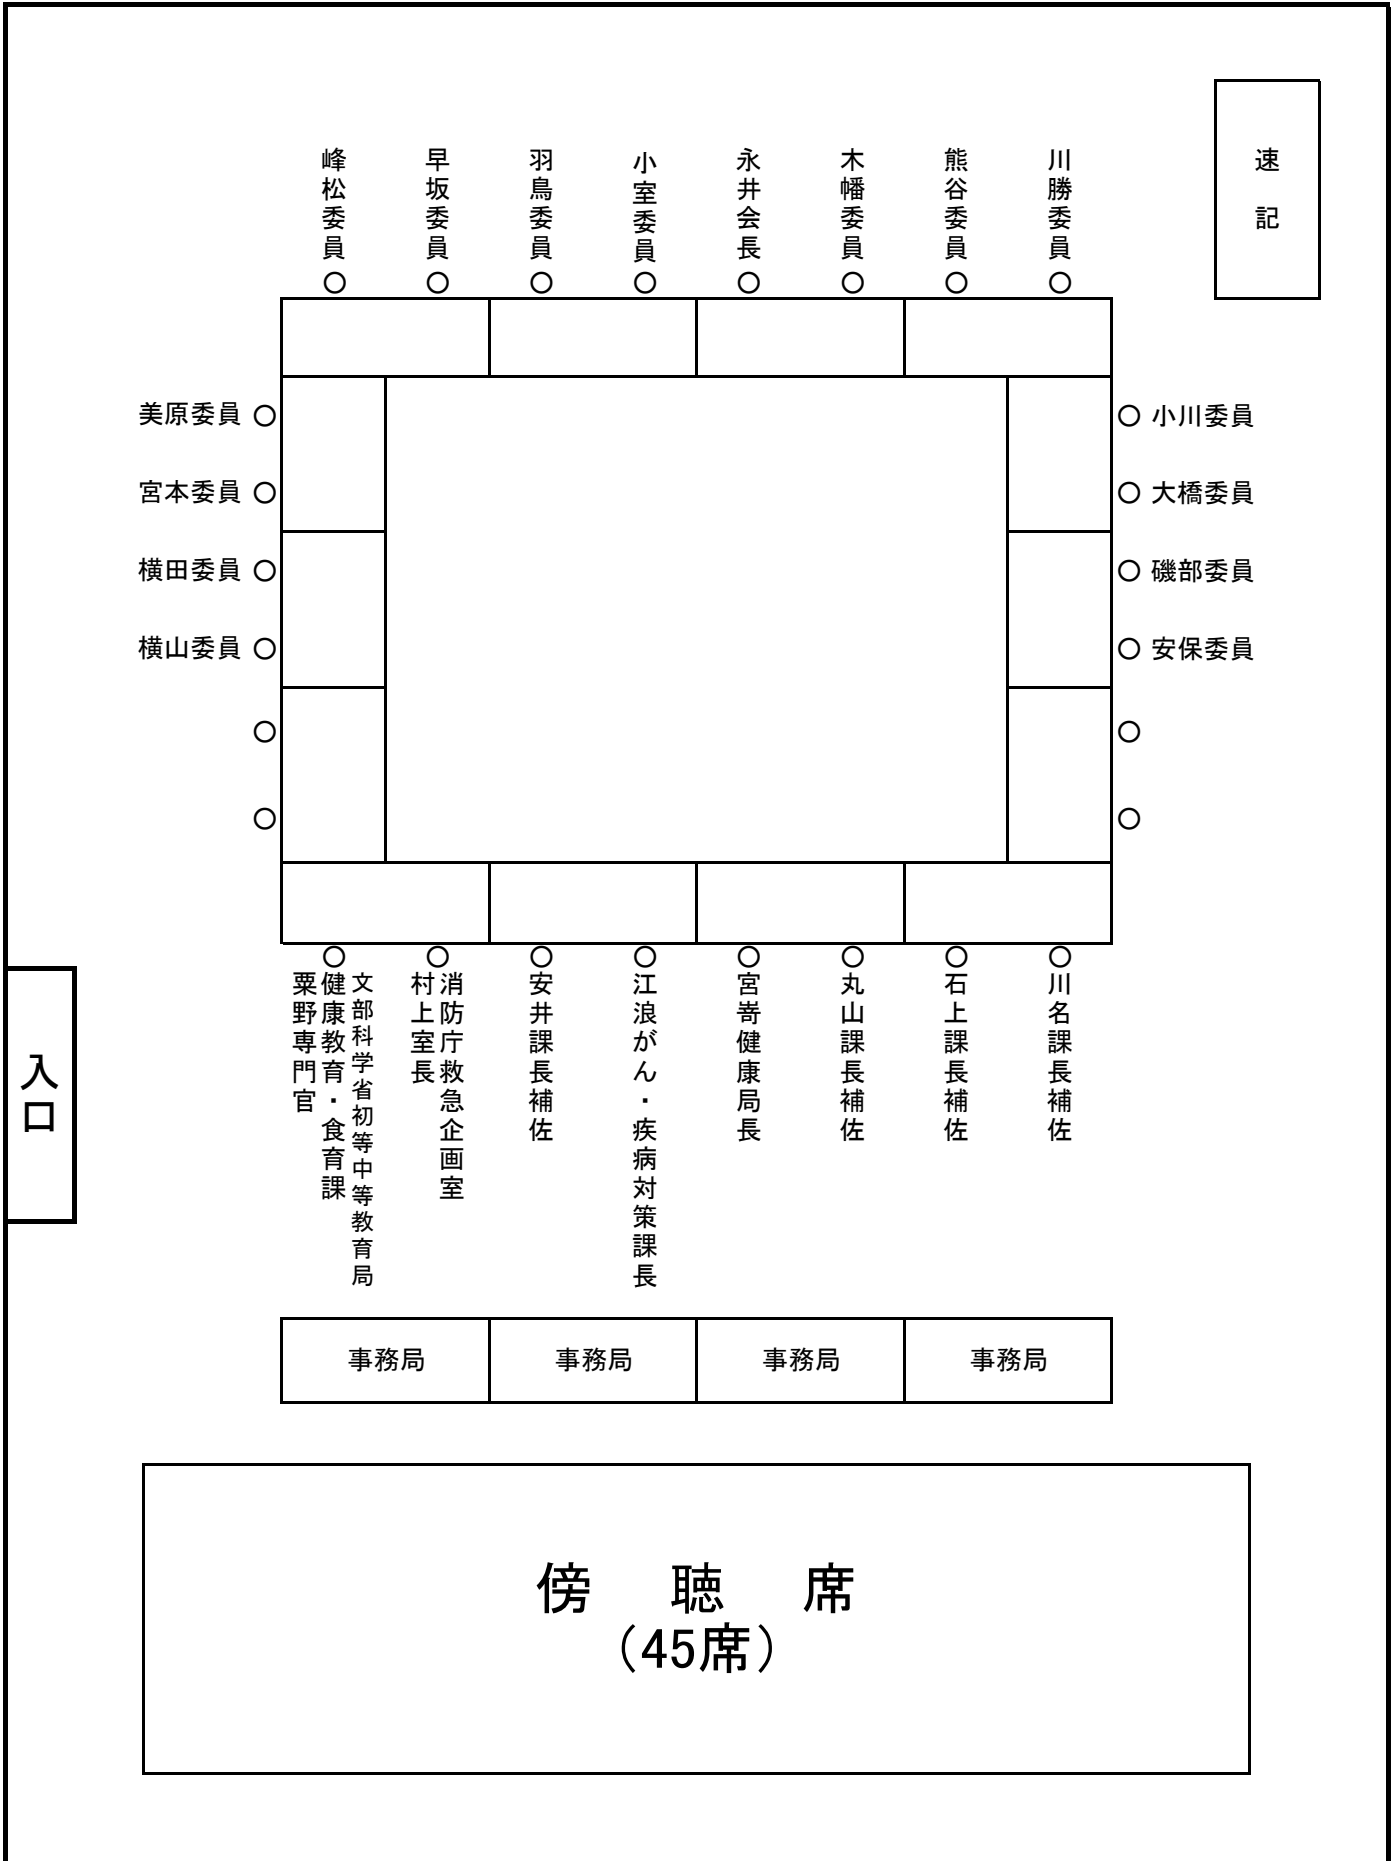 速記
峰松委員
早坂委員
羽鳥委員
小室委員
永井会長
木幡委員
熊谷委員
川勝委員
美原委員
宮本委員
横田委員
横山委員
小川委員
大橋委員
磯部委員
安保委員
文部科学省初等中等教育局
健康教育・食育課
粟野専門官
消防庁救急企画室
村上室長
安井課長補佐
江浪がん・疾病対策課長
宮嵜健康局長
丸山課長補佐
石上課長補佐
川名課長補佐
入口
事務局
事務局
事務局
事務局
傍 聴 席
（45席）